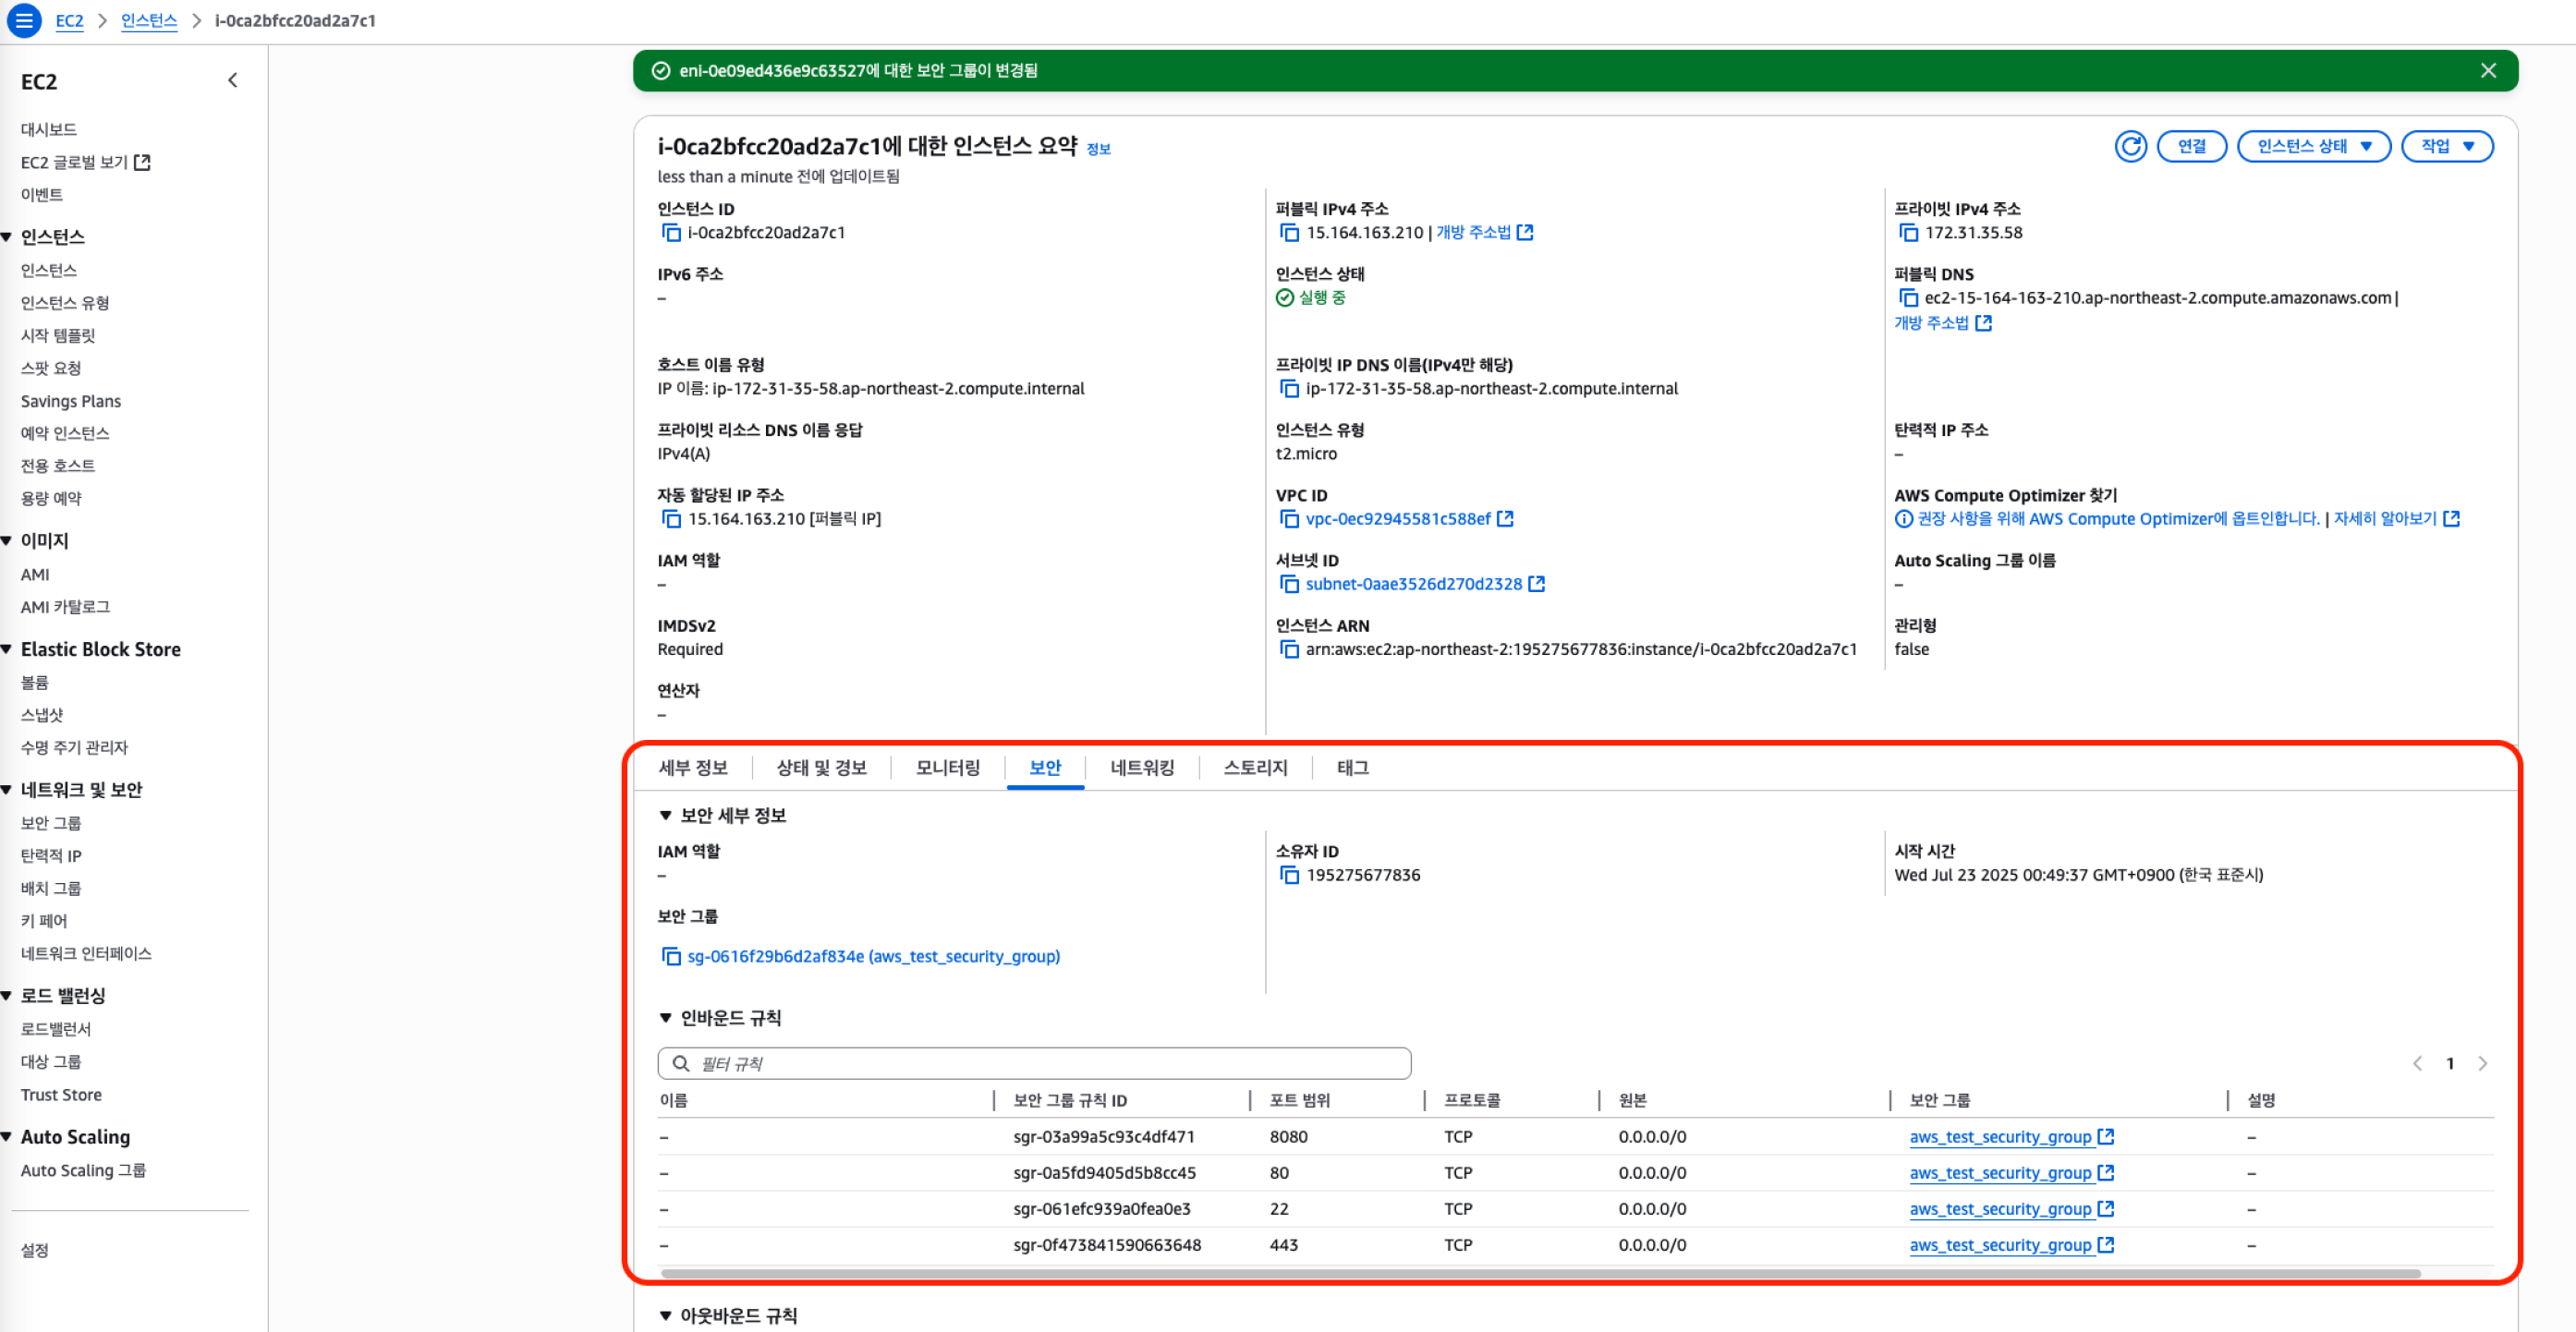 EC2 > 인스턴스 > i-0ca2bfcc20ad2a7c1
EC2
대시보드
EC2 글로벌 보기
이벤트
인스턴스
인스턴스
인스턴스 유형
시작 템플릿
스팟 요청
Savings Plans
예약 인스턴스
전용 호스트
용량 예약
이미지
AMI
AMI 카탈로그
Elastic Block Store
볼륨
스냅샷
수명 주기 관리자
네트워크 및 보안
보안 그룹
탄력적 IP
배치 그룹
키 페어
네트워크 인터페이스
로드 밸런싱
로드밸런서
대상 그룹
Trust Store
Auto Scaling
Auto Scaling 그룹
설정
eni-0e09ed436e9c63527에 대한 보안 그룹이 변경됨
i-0ca2bfcc20ad2a7c1에 대한 인스턴스 요약 정보
연결 인스턴스 상태 작업
less than a minute 전에 업데이트됨
인스턴스 ID
i-0ca2bfcc20ad2a7c1
퍼블릭 IPv4 주소
15.164.163.210 | 개방 주소법
프라이빗 IPv4 주소
172.31.35.58
IPv6 주소
–
인스턴스 상태
실행 중
퍼블릭 DNS
ec2-15-164-163-210.ap-northeast-2.compute.amazonaws.com |
개방 주소법
호스트 이름 유형
IP 이름: ip-172-31-35-58.ap-northeast-2.compute.internal
프라이빗 IP DNS 이름(IPv4만 해당)
ip-172-31-35-58.ap-northeast-2.compute.internal
프라이빗 리소스 DNS 이름 응답
IPv4(A)
인스턴스 유형
t2.micro
탄력적 IP 주소
–
자동 할당된 IP 주소
15.164.163.210 [퍼블릭 IP]
VPC ID
vpc-0ec92945581c588ef
AWS Compute Optimizer 찾기
권장 사항을 위해 AWS Compute Optimizer에 옵트인합니다. | 자세히 알아보기
IAM 역할
–
서브넷 ID
subnet-0aae3526d270d2328
Auto Scaling 그룹 이름
–
IMDSv2
Required
인스턴스 ARN
arn:aws:ec2:ap-northeast-2:195275677836:instance/i-0ca2bfcc20ad2a7c1
관리형
false
연산자
–
세부 정보 상태 및 경보 모니터링 보안 네트워킹 스토리지 태그
보안 세부 정보
IAM 역할
–
소유자 ID
195275677836
시작 시간
Wed Jul 23 2025 00:49:37 GMT+0900 (한국 표준시)
보안 그룹
sg-0616f29b6d2af834e (aws_test_security_group)
인바운드 규칙
필터 규칙
1
이름 보안 그룹 규칙 ID 포트 범위 프로토콜 원본 보안 그룹 설명
– sgr-03a99a5c93c4df471 8080 TCP 0.0.0.0/0 aws_test_security_group –
– sgr-0a5fd9405d5b8cc45 80 TCP 0.0.0.0/0 aws_test_security_group –
– sgr-061efc939a0fea0e3 22 TCP 0.0.0.0/0 aws_test_security_group –
– sgr-0f473841590663648 443 TCP 0.0.0.0/0 aws_test_security_group –
아웃바운드 규칙